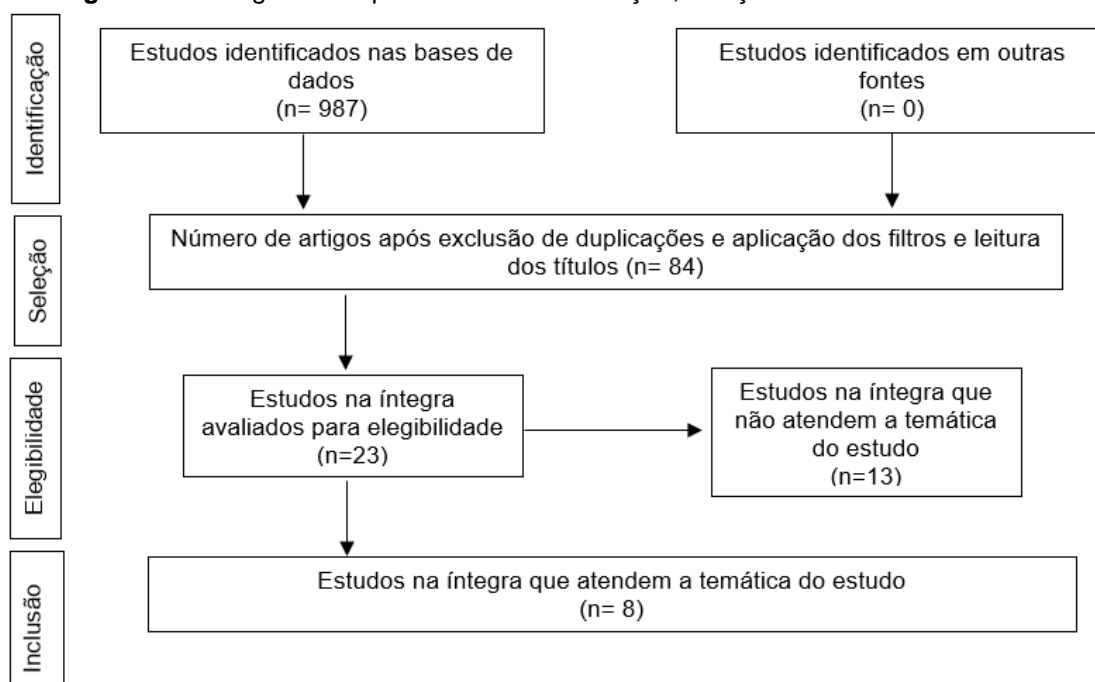 Identificação
Estudos identificados nas bases de
dados
(n= 987)
Estudos identificados em outras
fontes
(n= 0)
Seleção
Número de artigos após exclusão de duplicações e aplicação dos filtros e leitura
dos títulos (n= 84)
Elegibilidade
Estudos na íntegra
avaliados para elegibilidade
(n=23)
Estudos na íntegra que
não atendem a temática
do estudo
(n=13)
Inclusão
Estudos na íntegra que atendem a temática do estudo
(n= 8)